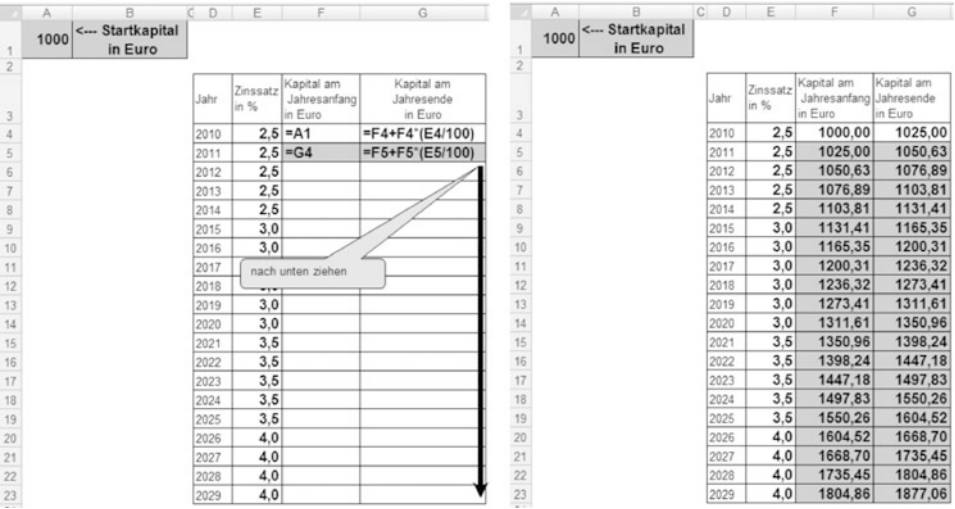 A B C D E F G
1 1000 <--- Startkapital
in Euro
2
3 Jahr Zinssatz in % Kapital am Jahresanfang in Euro Kapital am Jahresende in Euro
4 2010 2,5 =A1 =F4+F4*(E4/100)
5 2011 2,5 =G4 =F5+F5*(E5/100)
6 2012 2,5
7 2013 2,5
8 2014 2,5
9 2015 3,0
10 2016 3,0
11 2017 nach unten ziehen
12 2018
13 2019 3,0
14 2020 3,0
15 2021 3,5
16 2022 3,5
17 2023 3,5
18 2024 3,5
19 2025 3,5
20 2026 4,0
21 2027 4,0
22 2028 4,0
23 2029 4,0
A B C D E F G
1 1000 <--- Startkapital
in Euro
2
3 Jahr Zinssatz in % Kapital am Jahresanfang in Euro Kapital am Jahresende in Euro
4 2010 2,5 1000,00 1025,00
5 2011 2,5 1025,00 1050,63
6 2012 2,5 1050,63 1076,89
7 2013 2,5 1076,89 1103,81
8 2014 2,5 1103,81 1131,41
9 2015 3,0 1131,41 1165,35
10 2016 3,0 1165,35 1200,31
11 2017 3,0 1200,31 1236,32
12 2018 3,0 1236,32 1273,41
13 2019 3,0 1273,41 1311,61
14 2020 3,0 1311,61 1350,96
15 2021 3,5 1350,96 1398,24
16 2022 3,5 1398,24 1447,18
17 2023 3,5 1447,18 1497,83
18 2024 3,5 1497,83 1550,26
19 2025 3,5 1550,26 1604,52
20 2026 4,0 1604,52 1668,70
21 2027 4,0 1668,70 1735,45
22 2028 4,0 1735,45 1804,86
23 2029 4,0 1804,86 1877,06